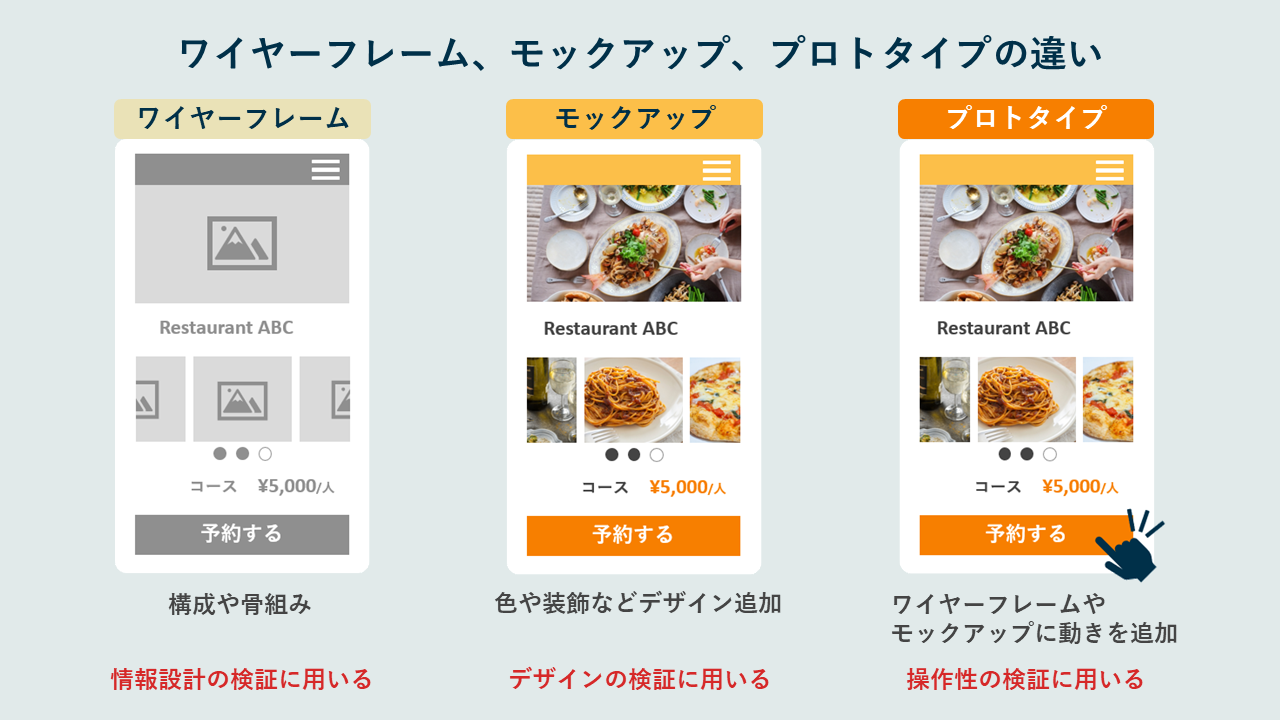 ワイヤーフレーム、モックアップ、プロトタイプの違い
ワイヤーフレーム
Restaurant ABC
コース ¥5,000/人
予約する
構成や骨組み
情報設計の検証に用いる
モックアップ
Restaurant ABC
コース ¥5,000/人
予約する
色や装飾などデザイン追加
デザインの検証に用いる
プロトタイプ
Restaurant ABC
コース ¥5,000/人
予約する
ワイヤーフレームや
モックアップに動きを追加
操作性の検証に用いる